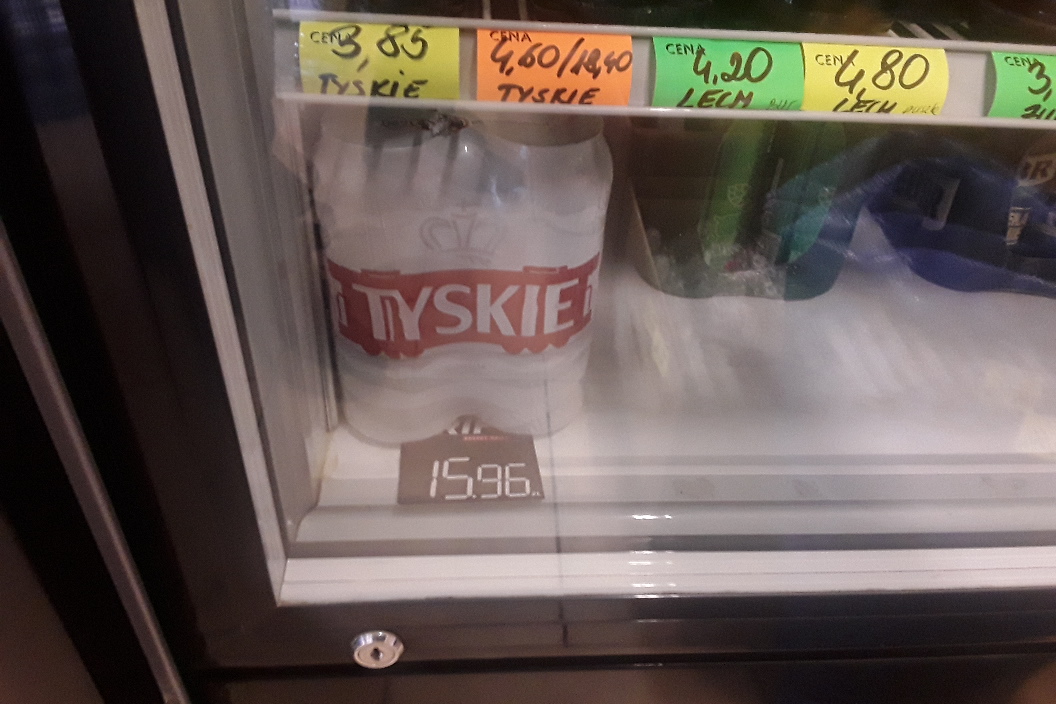 CENA 3,85
TYSKIE
CENA 4,60/18,40
TYSKIE
CENA 4,20
LECH
CENA 4,80
LECH
CENA 3,
TYSKIE
15.96